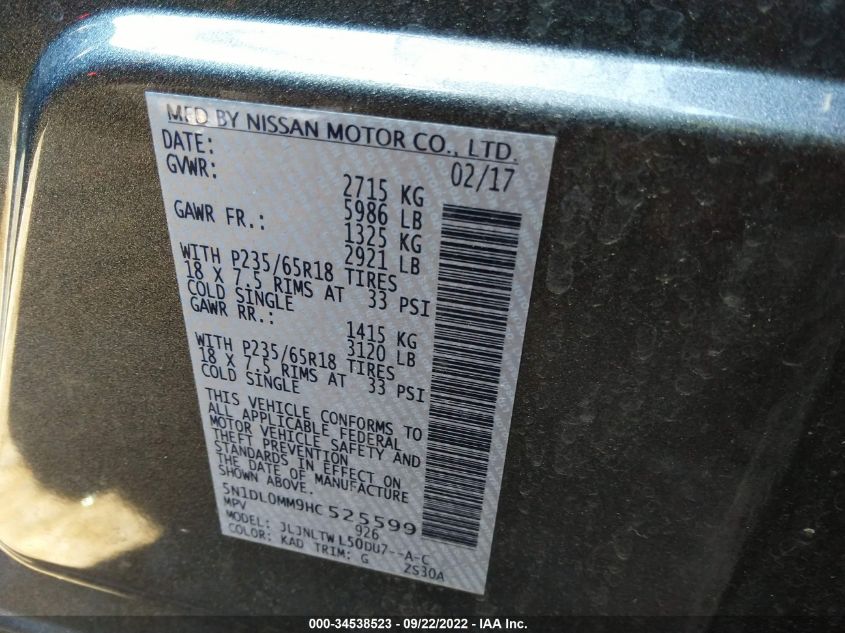 MFD BY NISSAN MOTOR CO., LTD.
DATE: 02/17
GVWR: 2715 KG
5986 LB
GAWR FR.: 1325 KG
2921 LB
WITH P235/65R18 TIRES
18 X 7.5 RIMS AT 33 PSI
COLD SINGLE
GAWR RR.: 1415 KG
3120 LB
WITH P235/65R18 TIRES
18 X 7.5 RIMS AT 33 PSI
COLD SINGLE
THIS VEHICLE CONFORMS TO
ALL APPLICABLE FEDERAL
MOTOR VEHICLE SAFETY AND
THEFT PREVENTION
STANDARDS IN EFFECT ON
THE DATE OF MANUFACTURE
SHOWN ABOVE.
5N1DL0MM9HC525599
MPV 926
MODEL: JLJNLTWL50DU7--A-C
COLOR: KAD TRIM: G ZS30A
000-34538523 - 09/22/2022 - IAA Inc.